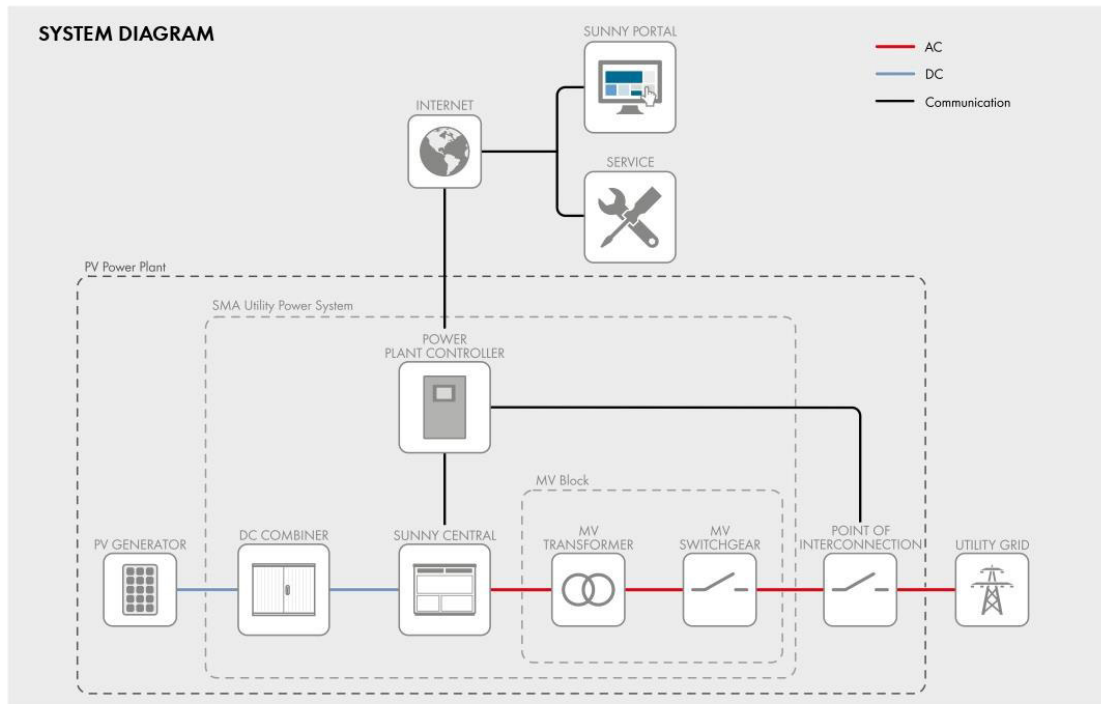 SYSTEM DIAGRAM
SUNNY PORTAL
AC
DC
Communication
INTERNET
SERVICE
PV Power Plant
SMA Utility Power System
POWER
PLANT CONTROLLER
MV Block
PV GENERATOR
DC COMBINER
SUNNY CENTRAL
MV
TRANSFORMER
MV
SWITCHGEAR
POINT OF
INTERCONNECTION
UTILITY GRID